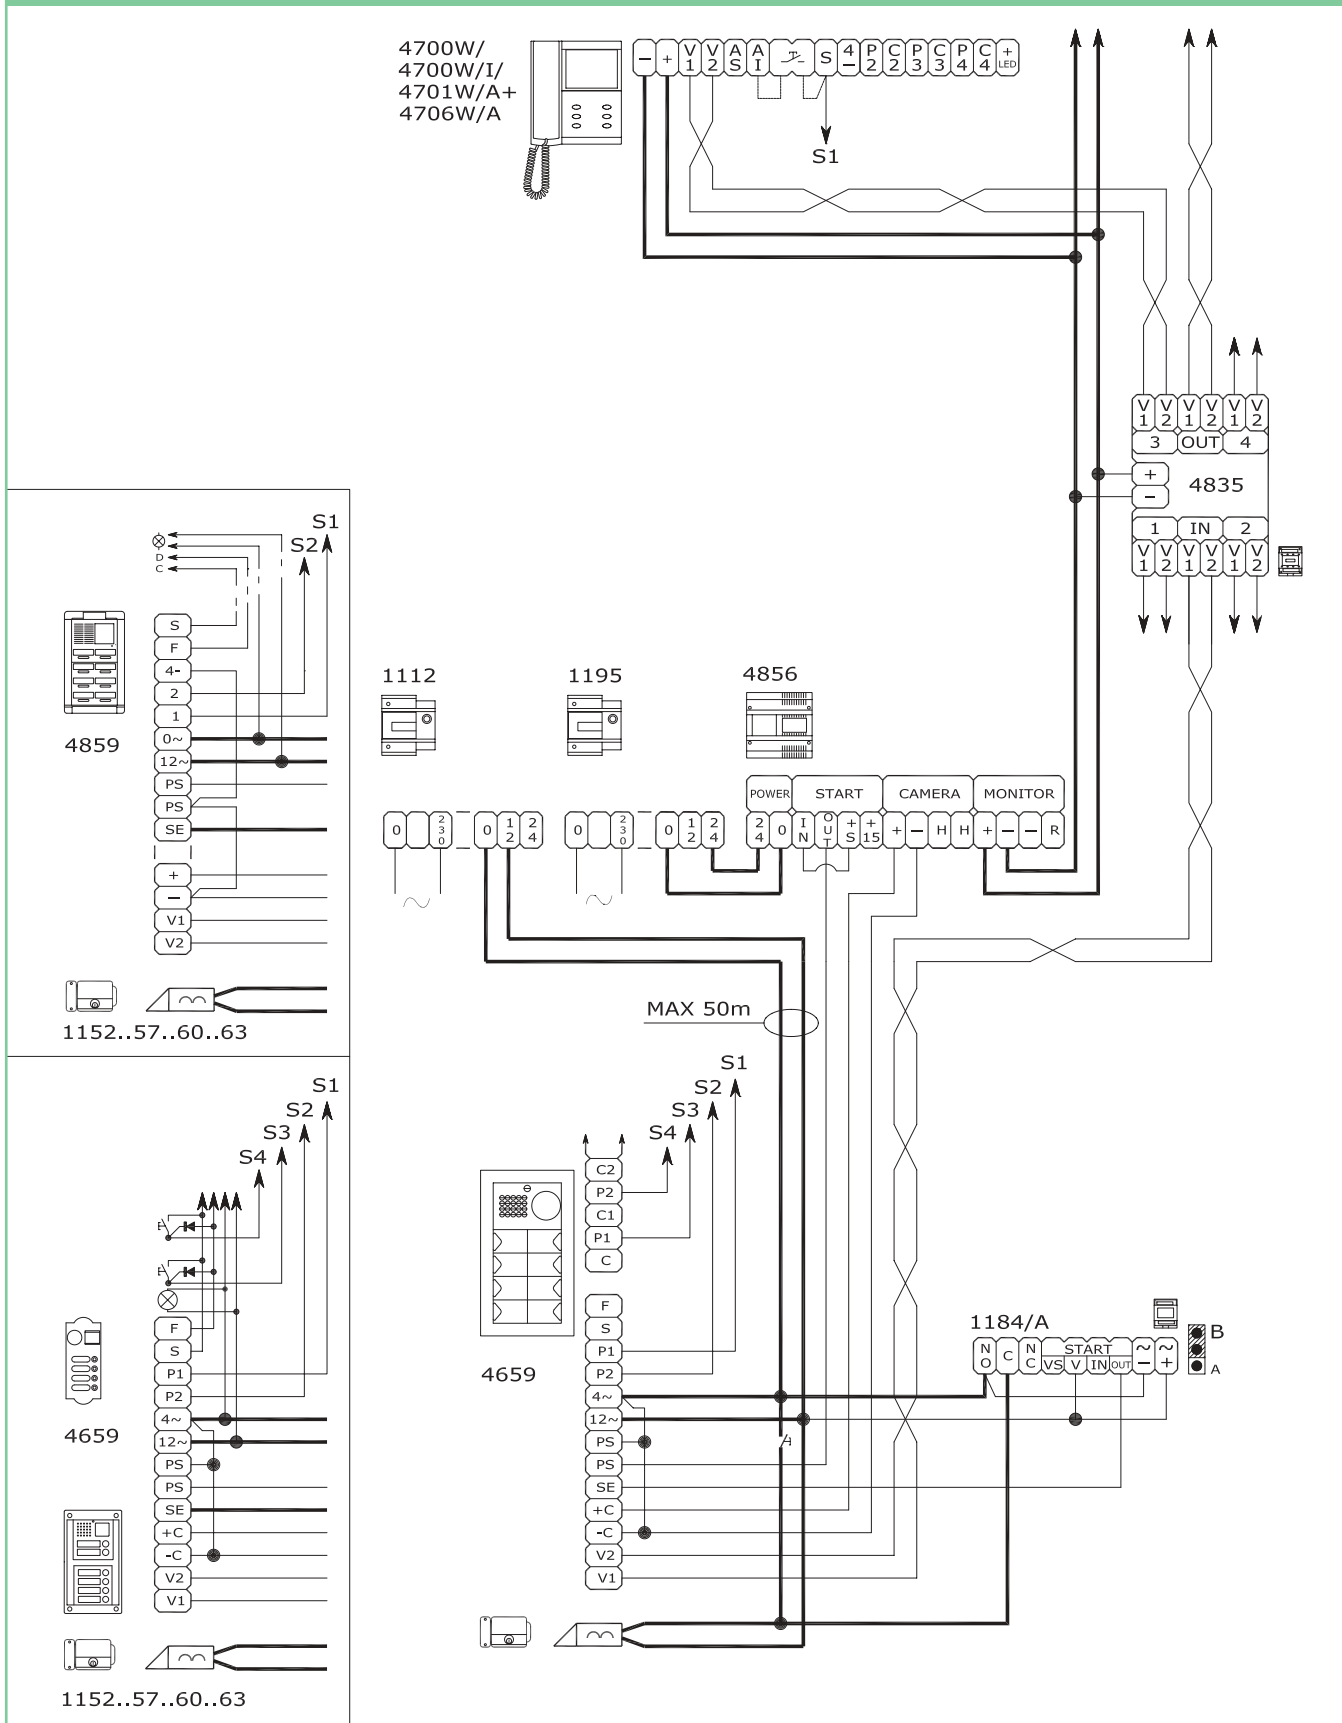 4700W/
4700W/I/
4701W/A+
4706W/A
– + V1 V2 AS AI S 4– P2 C2 P3 C3 P4 C4 +LED
S1
V1 V2 V1 V2 V1 V2
3 OUT 4
+
–
4835
1 IN 2
V1 V2 V1 V2 V1 V2
S1
S2
D
C
S
F
4-
2
1
0~
12~
PS
PS
SE
+
–
V1
V2
4859
1152..57..60..63
1112
1195
4856
POWER START CAMERA MONITOR
0 230 0 12 24
0 230 0 12 24
24 0 IN OUT +S +15 + – H H + – – R
MAX 50m
S1
S2
S3
S4
F
S
P1
P2
4~
12~
PS
PS
SE
+C
-C
V2
V1
4659
1152..57..60..63
S1
S2
S3
S4
C2
P2
C1
P1
C
F
S
P1
P2
4~
12~
PS
PS
SE
+C
-C
V2
V1
4659
1184/A
NO C NC START ~– ~+
VS V IN OUT
B
A